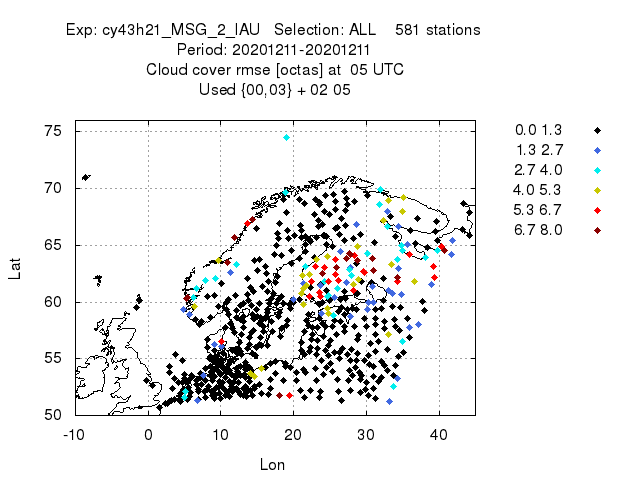 Exp: cy43h21_MSG_2_IAU Selection: ALL 581 stations
Period: 20201211-20201211
Cloud cover rmse [octas] at 05 UTC
Used {00,03} + 02 05
0.0 1.3
1.3 2.7
2.7 4.0
4.0 5.3
5.3 6.7
6.7 8.0
75
70
65
60
55
50
Lat
-10 0 10 20 30 40
Lon